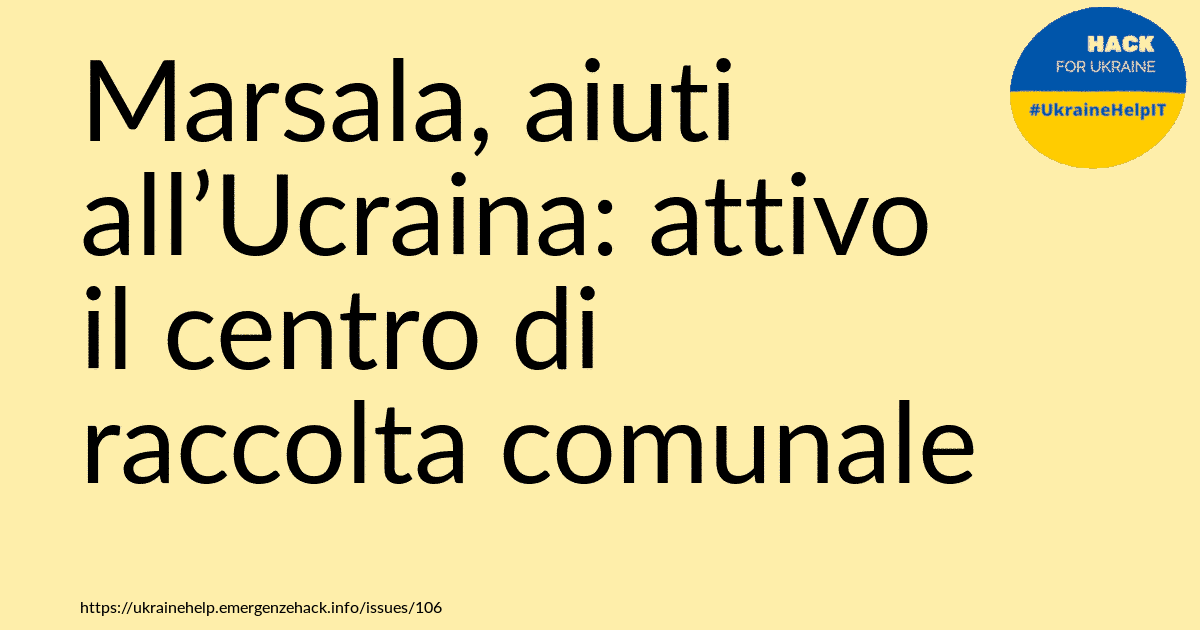 HACK
FOR UKRAINE
#UkraineHelpIT
Marsala, aiuti
all’Ucraina: attivo
il centro di
raccolta comunale
https://ukrainehelp.emergenzehack.info/issues/106